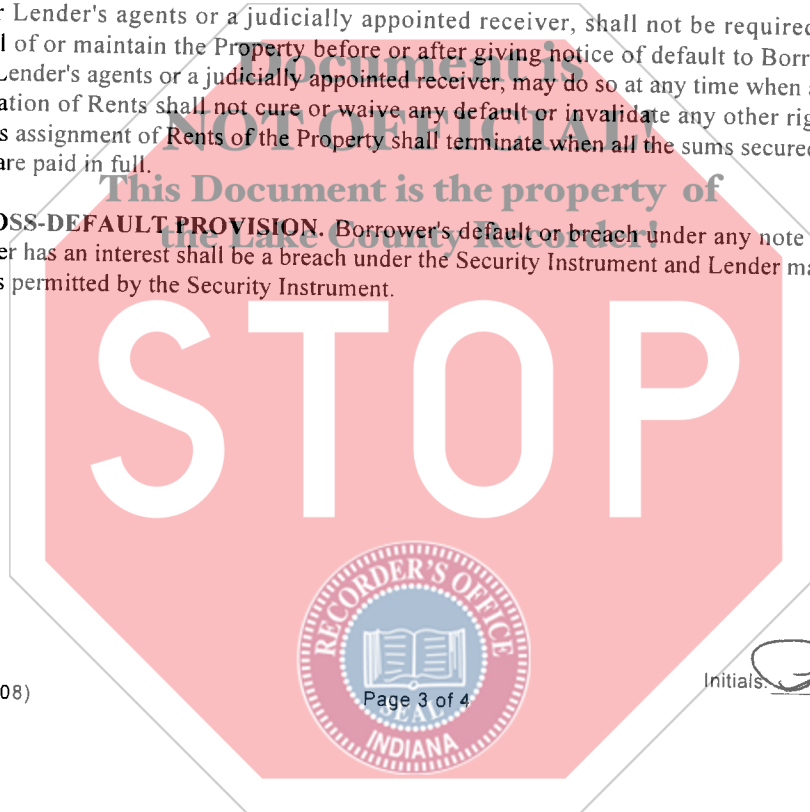 r Lender's agents or a judicially appointed receiver, shall not be required
l of or maintain the Property before or after giving notice of default to Borr
Lender's agents or a judicially appointed receiver, may do so at any time when a
ation of Rents shall not cure or waive any default or invalidate any other rig
s assignment of Rents of the Property shall terminate when all the sums secured
are paid in full.
Document is
NOT OFFICIAL!
This Document is the property of
the Lake County Recorder!
OSS-DEFAULT PROVISION. Borrower's default or breach under any note
er has an interest shall be a breach under the Security Instrument and Lender ma
s permitted by the Security Instrument.
STOP
RECORDER'S OFFICE
SEAL
INDIANA
08)
Page 3 of 4
Initials: